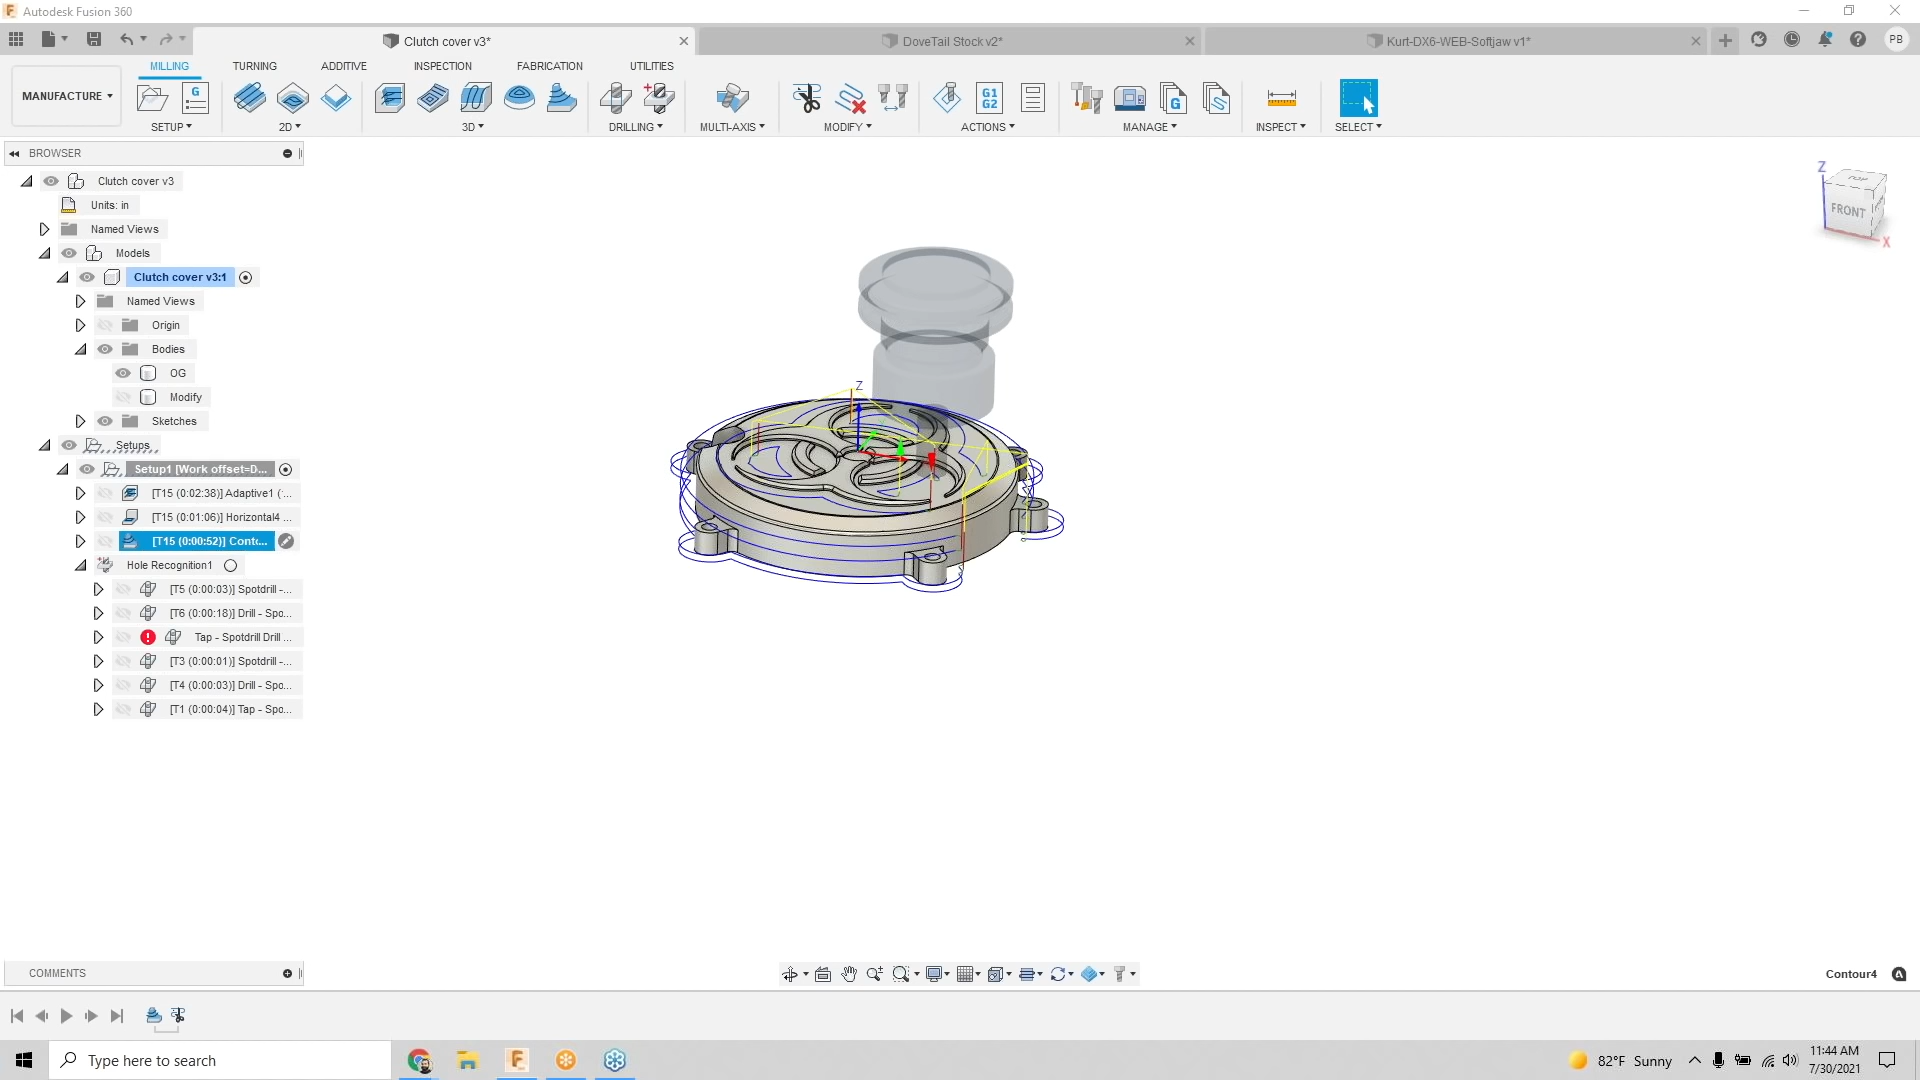 Autodesk Fusion 360
Clutch cover v3*
DoveTail Stock v2*
Kurt-DX6-WEB-Softjaw v1*
PB
MILLING
TURNING
ADDITIVE
INSPECTION
FABRICATION
UTILITIES
MANUFACTURE
G
G1
G2
G
SETUP
2D
3D
DRILLING
MULTI-AXIS
MODIFY
ACTIONS
MANAGE
INSPECT
SELECT
BROWSER
Clutch cover v3
Units: in
Named Views
Models
Clutch cover v3:1
Named Views
Origin
Bodies
OG
Modify
Sketches
Setups
Setup1 [Work offset=D...
[T15 (0:02:38)] Adaptive1 (...
[T15 (0:01:06)] Horizontal4 ...
[T15 (0:00:52)] Conto...
Hole Recognition1
[T5 (0:00:03)] Spotdrill -...
[T6 (0:00:18)] Drill - Spo...
Tap - Spotdrill Drill ...
[T3 (0:00:01)] Spotdrill -...
[T4 (0:00:03)] Drill - Spo...
[T1 (0:00:04)] Tap - Spo...
Z
Z
TOP
FRONT
X
COMMENTS
Contour4
Type here to search
82°F Sunny
11:44 AM
7/30/2021